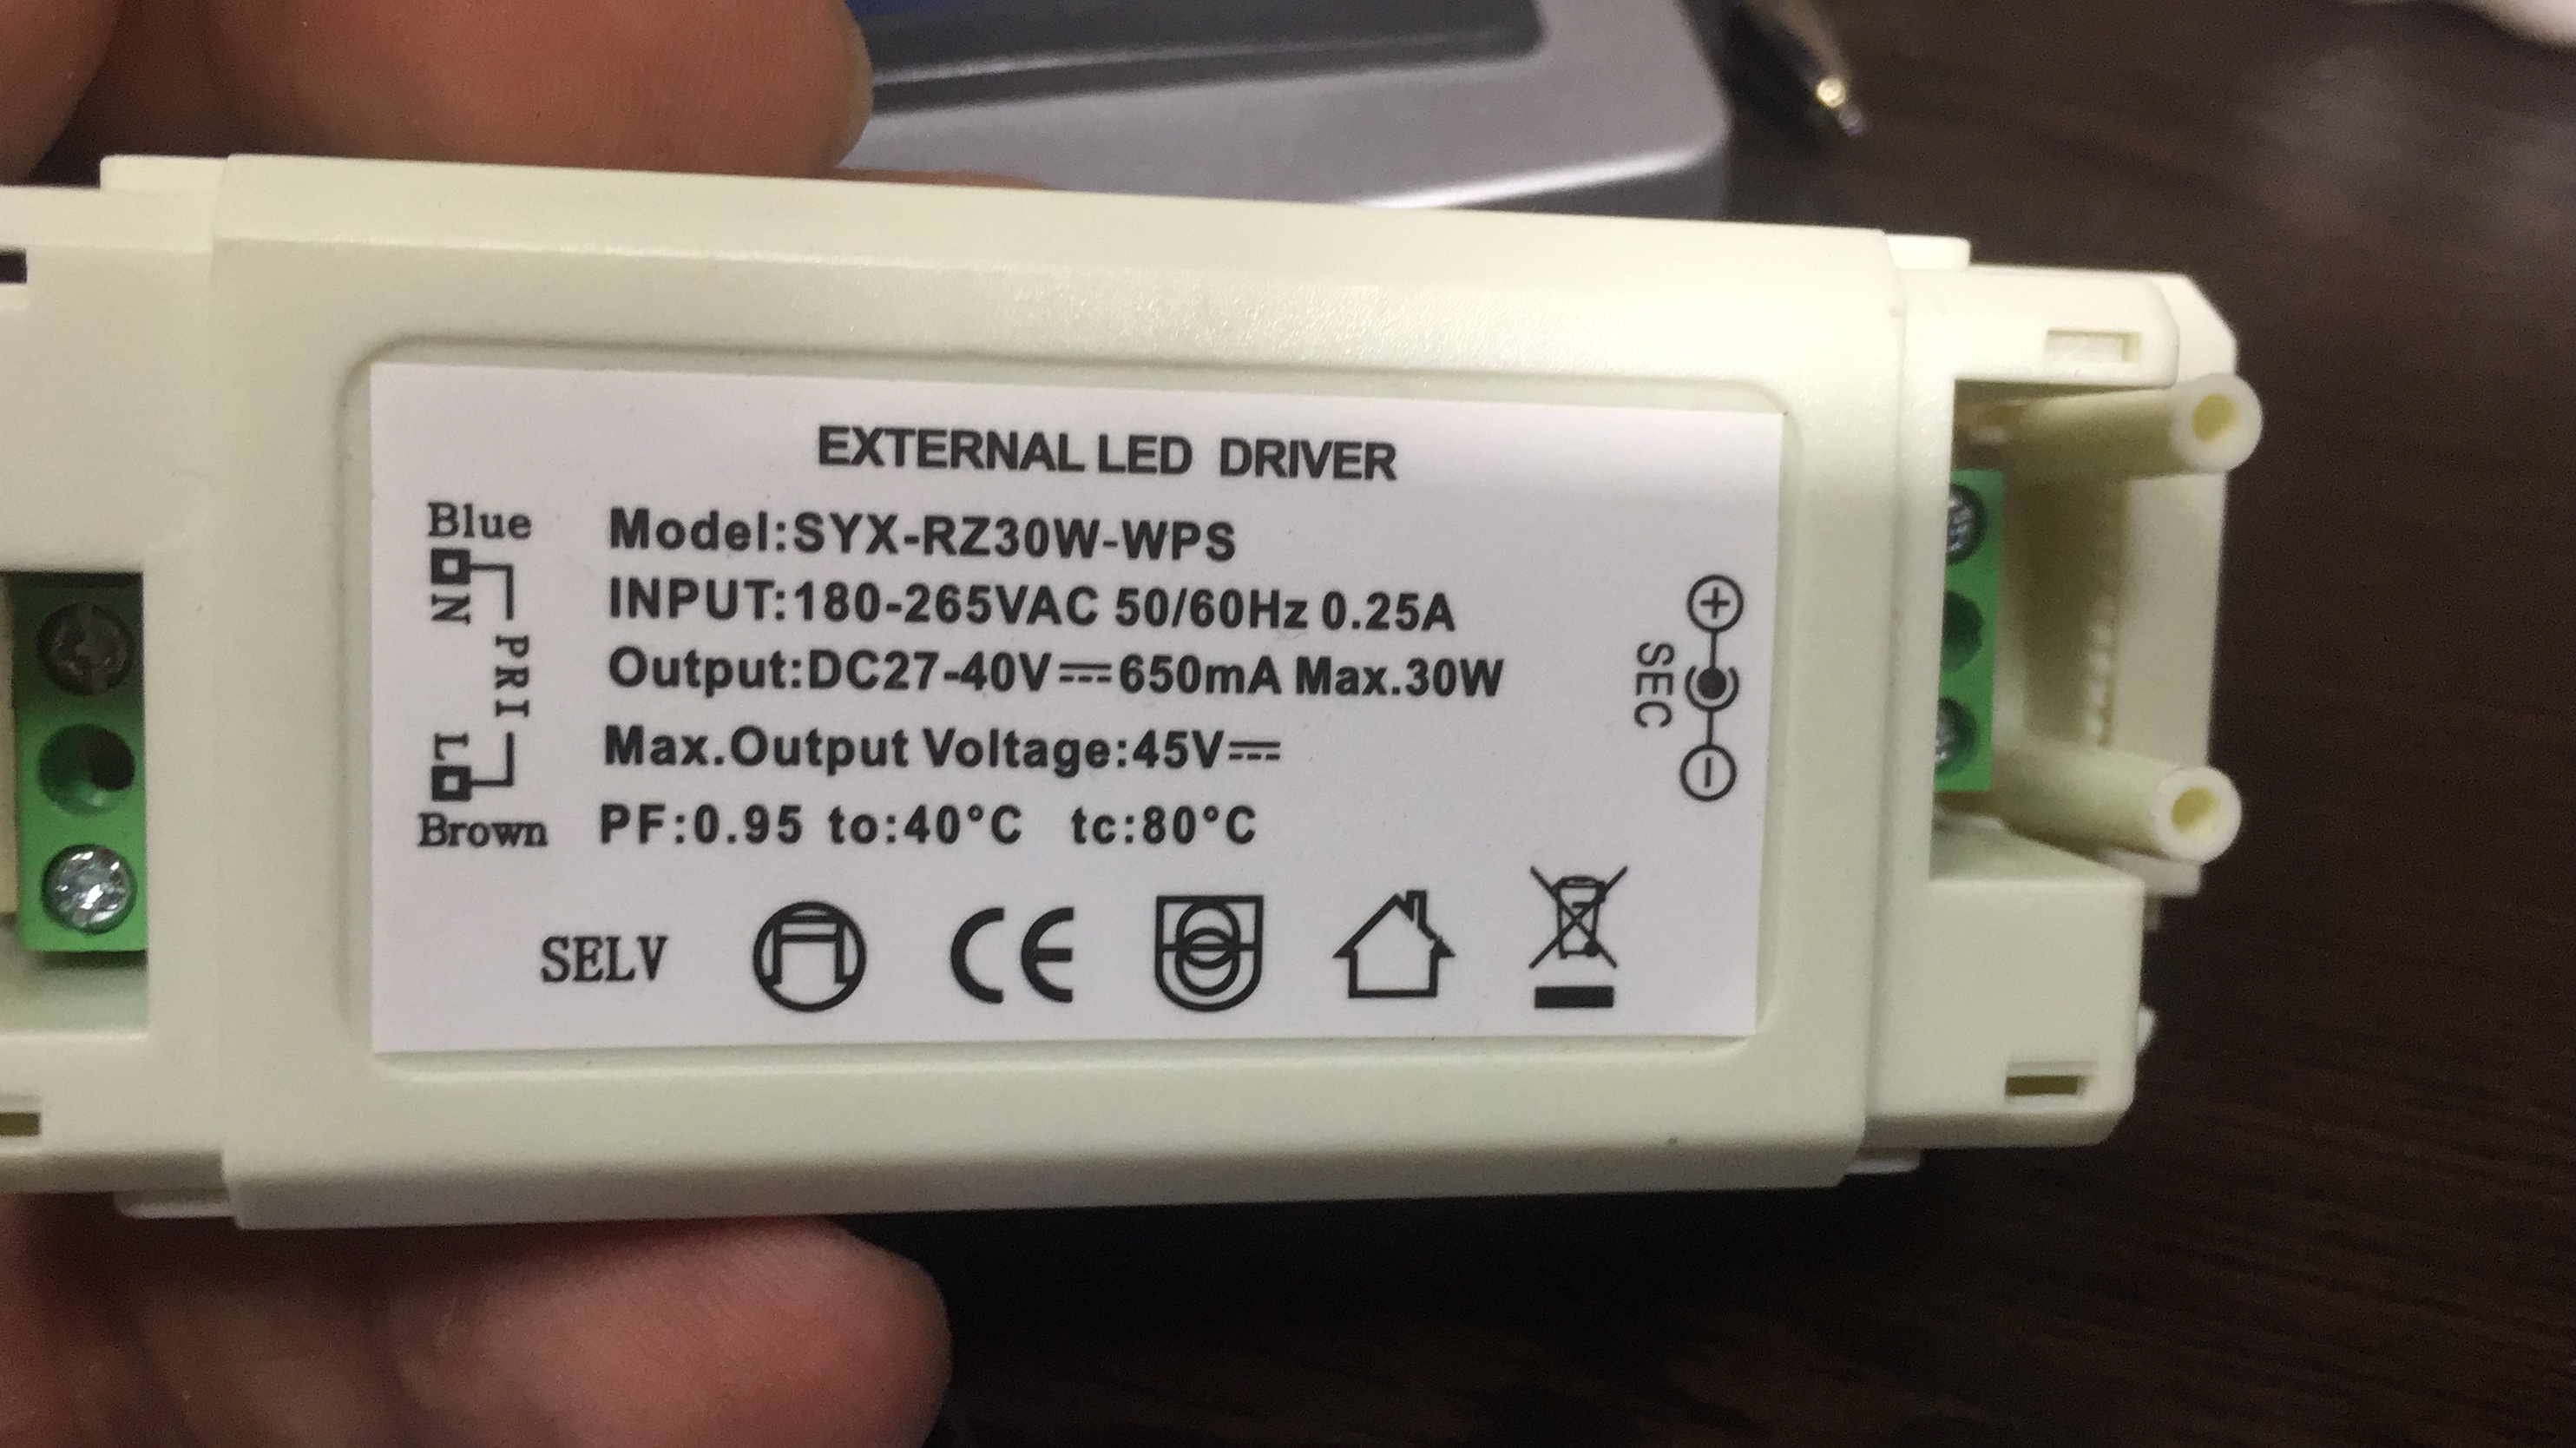 EXTERNAL LED DRIVER
Blue
N
PRI
L
Brown
Model:SYX-RZ30W-WPS
INPUT:180-265VAC 50/60Hz 0.25A
Output:DC27-40V⎓650mA Max.30W
Max.Output Voltage:45V⎓
PF:0.95 to:40°C tc:80°C
+
SEC
-
SELV CE